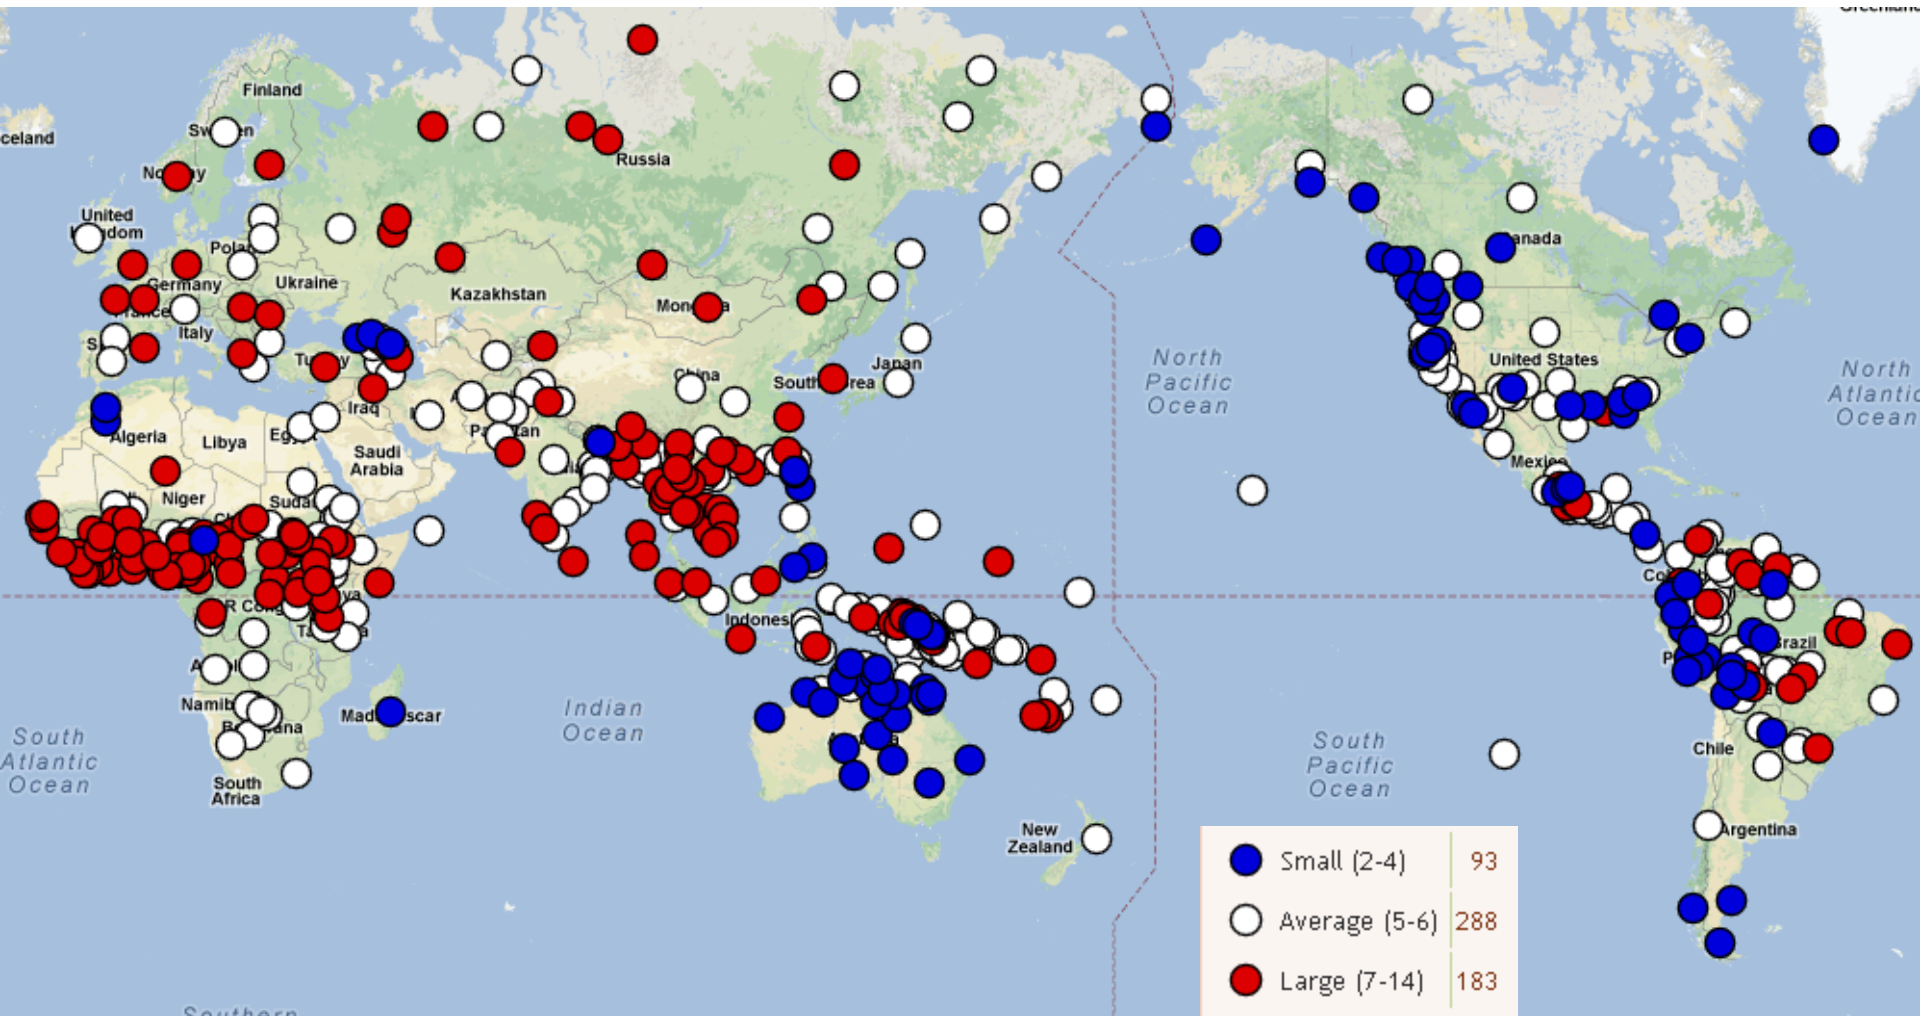 Greenland
Finland
celand
Sweden
Russia
Norway
United
Kingdom
Canada
Poland
Ukraine
Germany
Kazakhstan
Mongolia
France
Italy
United States
North
Pacific
Ocean
North
Atlantic
Ocean
Turkey
China
Japan
South Korea
Iraq
Pakistan
Algeria
Libya
Egypt
Saudi
Arabia
Mexico
Niger
Sudan
Indonesia
Brazil
Angola
Namibia
Botswana
Madagascar
Indian
Ocean
South
Atlantic
Ocean
South
Pacific
Ocean
Chile
South
Africa
New
Zealand
Argentina
Small (2-4) 93
Average (5-6) 288
Large (7-14) 183
Southern